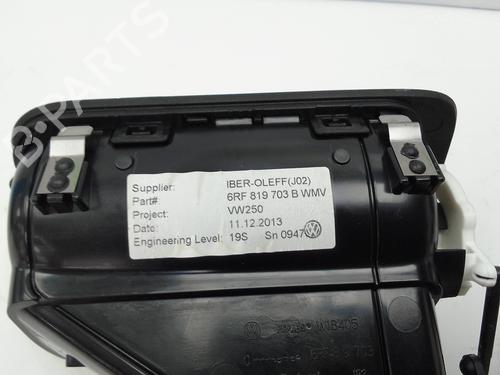 B-PARTS
Supplier: IBER-OLEFF(J02)
Part#: 6RF 819 703 B WMV
Project: VW250
Date: 11.12.2013
Engineering Level: 19S Sn 0947